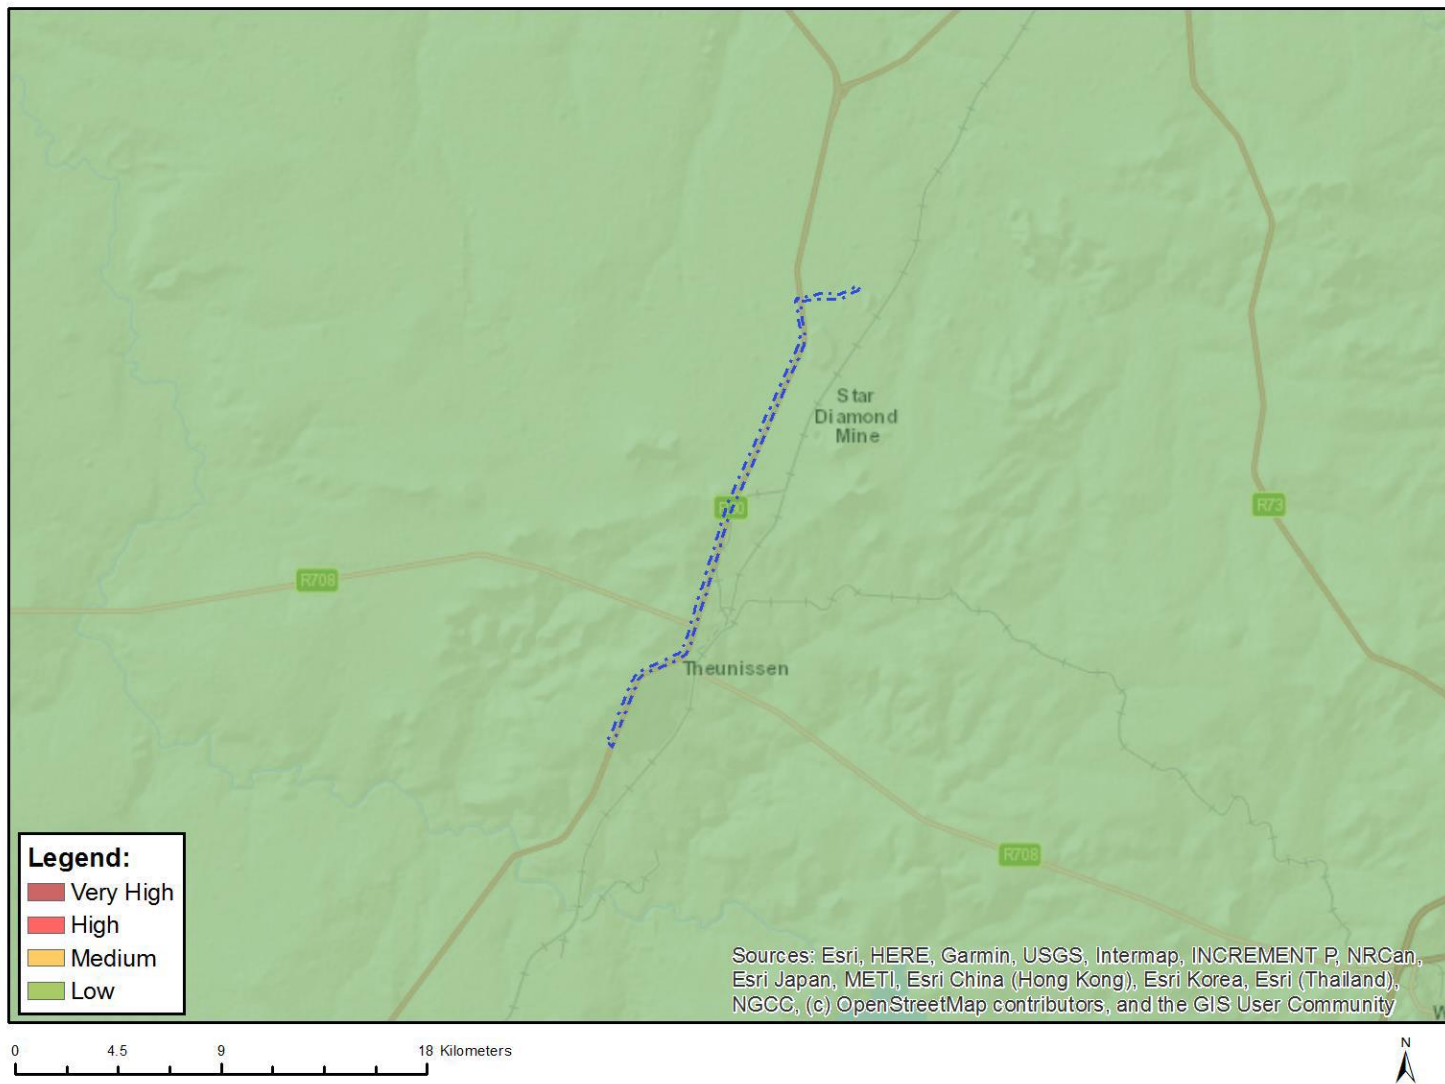 Star
Diamond
Mine
R73
R708
Theunissen
R708
Legend:
Very High
High
Medium
Low
Sources: Esri, HERE, Garmin, USGS, Intermap, INCREMENT P, NRCan,
Esri Japan, METI, Esri China (Hong Kong), Esri Korea, Esri (Thailand),
NGCC, (c) OpenStreetMap contributors, and the GIS User Community
W
0 4.5 9 18 Kilometers
N